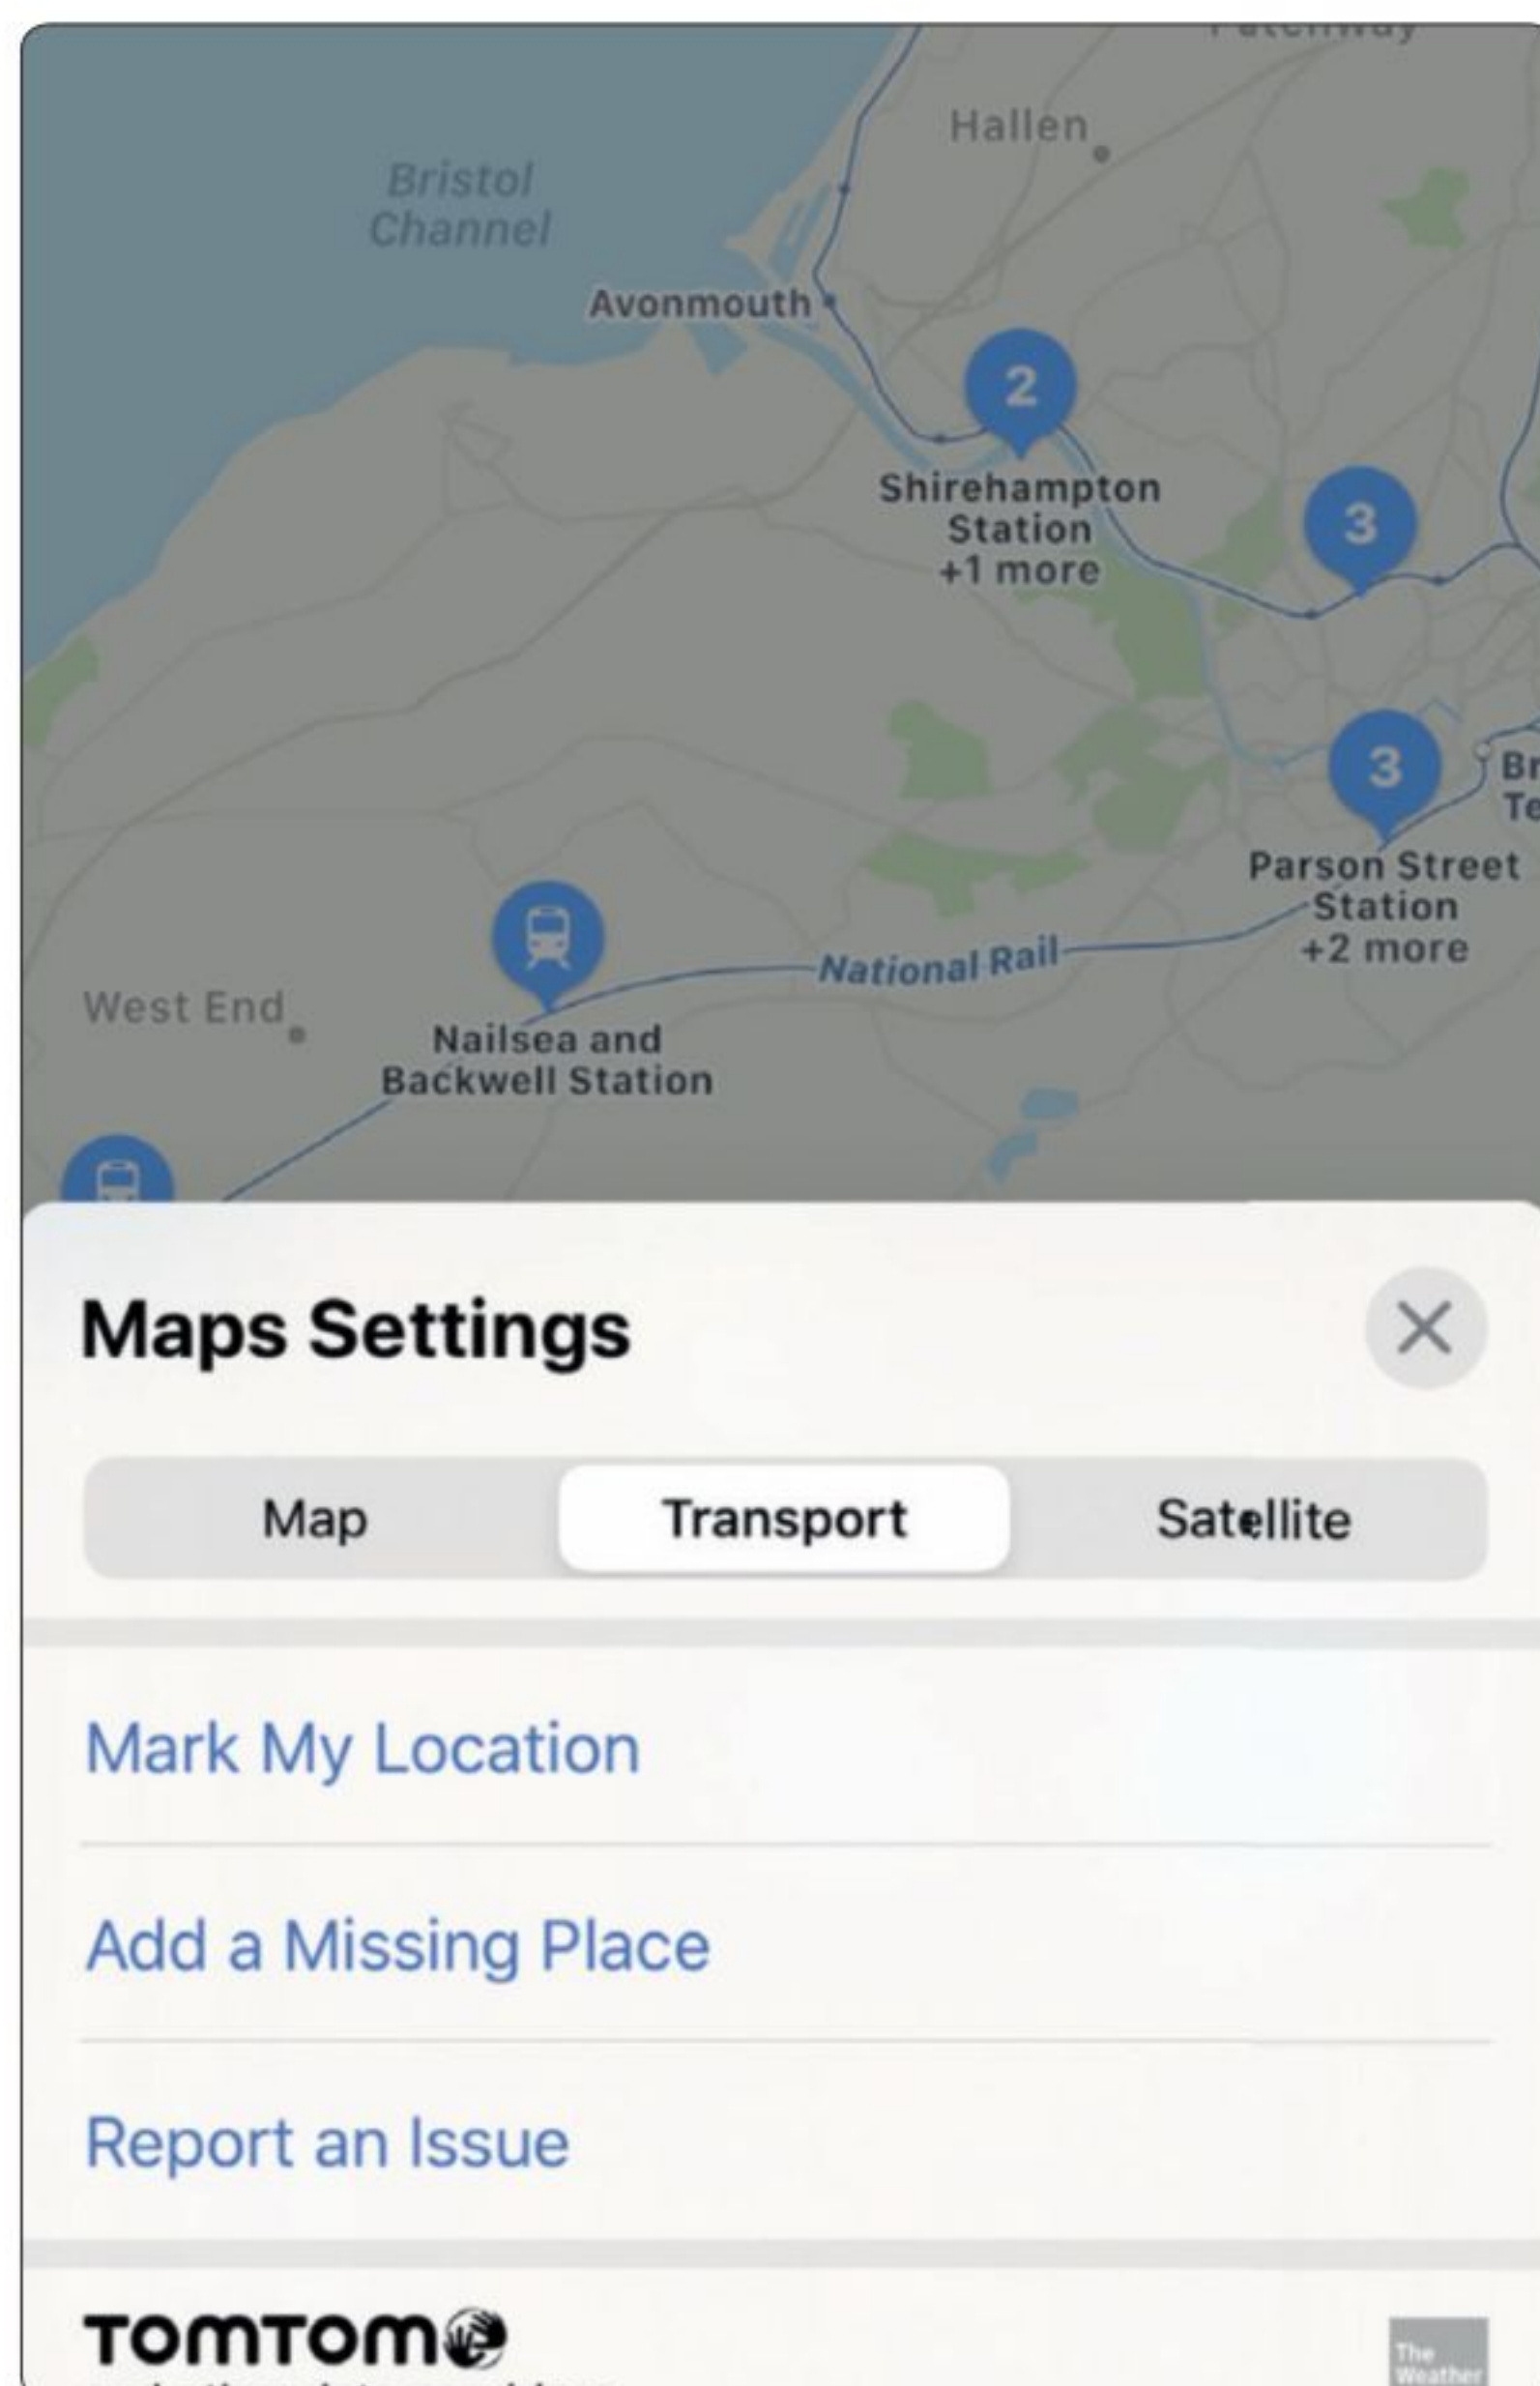 Hallen
Bristol
Channel
Avonmouth
2
Shirehampton
Station
+1 more
3
3
Parson Street
Station
+2 more
National Rail
West End
Nailsea and
Backwell Station
Maps Settings
Map
Transport
Satellite
Mark My Location
Add a Missing Place
Report an Issue
TOMTOM
The
Weather